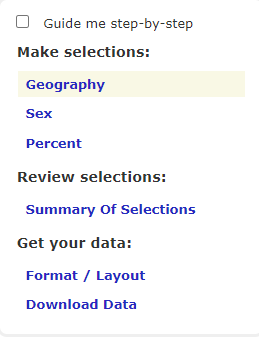 Guide me step-by-step
Make selections:
Geography
Sex
Percent
Review selections:
Summary Of Selections
Get your data:
Format / Layout
Download Data